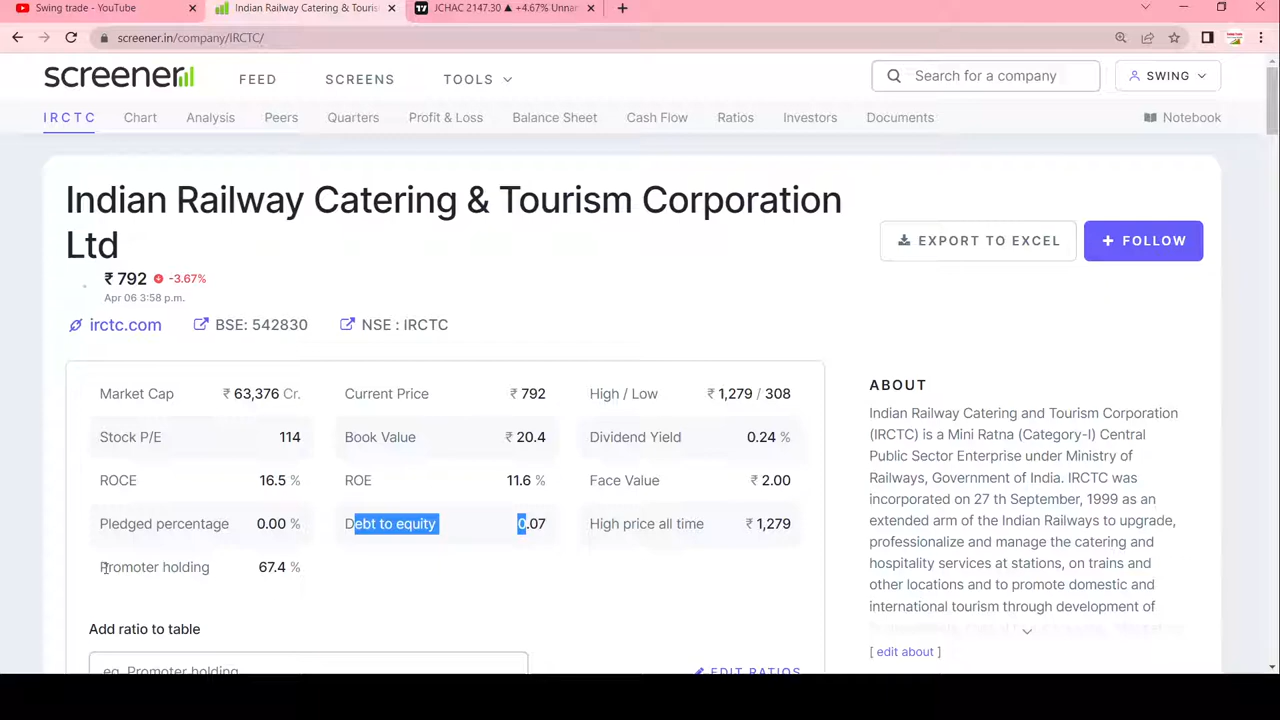 Swing trade - YouTube
Indian Railway Catering & Touris
JCHAC 2147.30 ▲ +4.67% Unna
screener.in/company/IRCTC/
screener
FEED
SCREENS
TOOLS
Search for a company
SWING
IRCTC
Chart
Analysis
Peers
Quarters
Profit & Loss
Balance Sheet
Cash Flow
Ratios
Investors
Documents
Notebook
Indian Railway Catering & Tourism Corporation
Ltd
EXPORT TO EXCEL
+ FOLLOW
₹ 792 -3.67%
Apr 06 3:58 p.m.
irctc.com
BSE: 542830
NSE : IRCTC
Market Cap ₹ 63,376 Cr.
Current Price ₹ 792
High / Low ₹ 1,279 / 308
Stock P/E 114
Book Value ₹ 20.4
Dividend Yield 0.24 %
ROCE 16.5 %
ROE 11.6 %
Face Value ₹ 2.00
Pledged percentage 0.00 %
Debt to equity 0.07
High price all time ₹ 1,279
Promoter holding 67.4 %
Add ratio to table
eg. Promoter holding
EDIT RATIOS
ABOUT
Indian Railway Catering and Tourism Corporation
(IRCTC) is a Mini Ratna (Category-I) Central
Public Sector Enterprise under Ministry of
Railways, Government of India. IRCTC was
incorporated on 27 th September, 1999 as an
extended arm of the Indian Railways to upgrade,
professionalize and manage the catering and
hospitality services at stations, on trains and
other locations and to promote domestic and
international tourism through development of
[ edit about ]